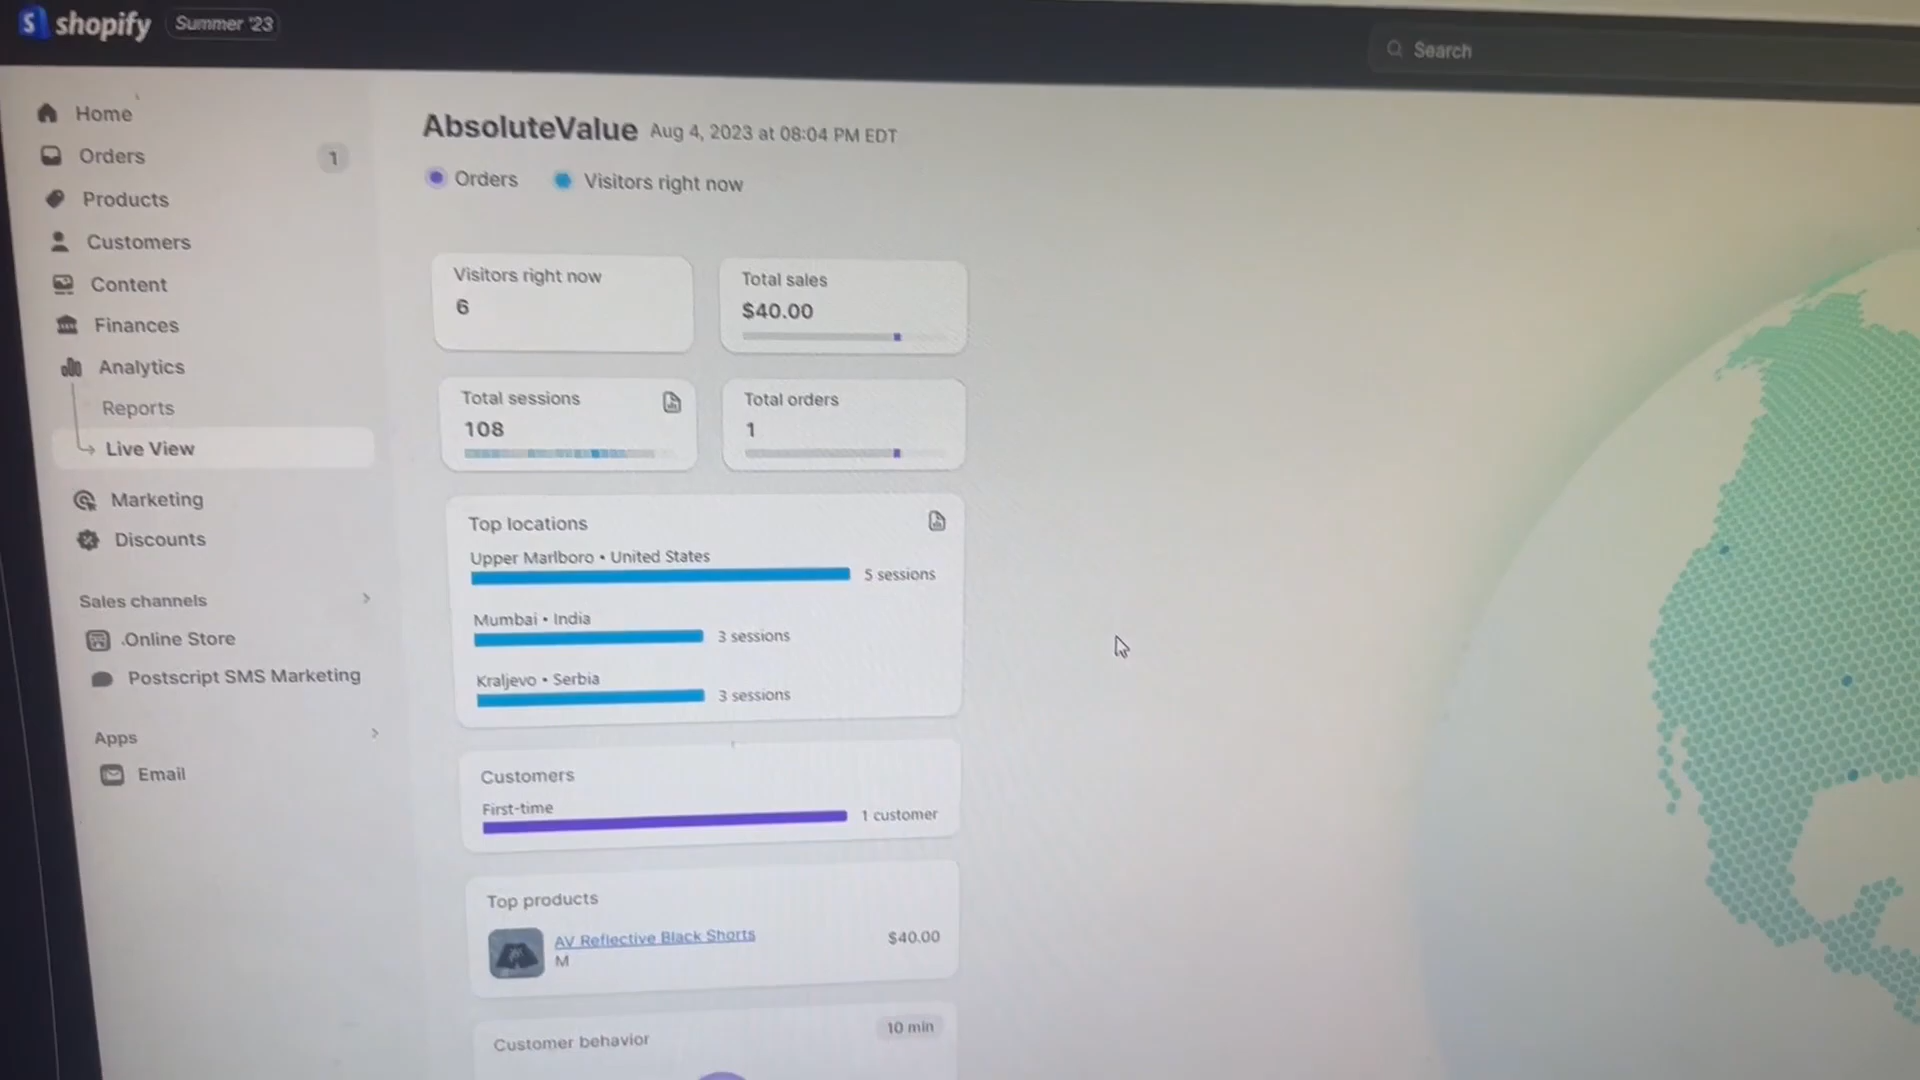 shopify Summer '23
Search
Home
Orders 1
Products
Customers
Content
Finances
Analytics
Reports
Live View
Marketing
Discounts
Sales channels
Online Store
Postscript SMS Marketing
Apps
Email
AbsoluteValue Aug 4, 2023 at 08:04 PM EDT
Orders Visitors right now
Visitors right now
6
Total sales
$40.00
Total sessions
108
Total orders
1
Top locations
Upper Marlboro • United States
5 sessions
Mumbai • India
3 sessions
Kraljevo • Serbia
3 sessions
Customers
First-time
1 customer
Top products
AV Reflective Black Shorts $40.00
M
Customer behavior 10 min